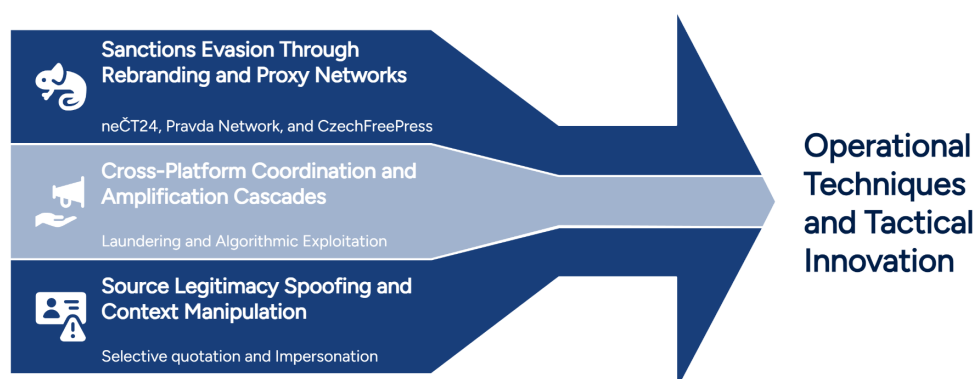 Sanctions Evasion Through
Rebranding and Proxy Networks
neČT24, Pravda Network, and CzechFreePress
Cross-Platform Coordination and
Amplification Cascades
Laundering and Algorithmic Exploitation
Source Legitimacy Spoofing and
Context Manipulation
Selective quotation and Impersonation
Operational
Techniques
and Tactical
Innovation